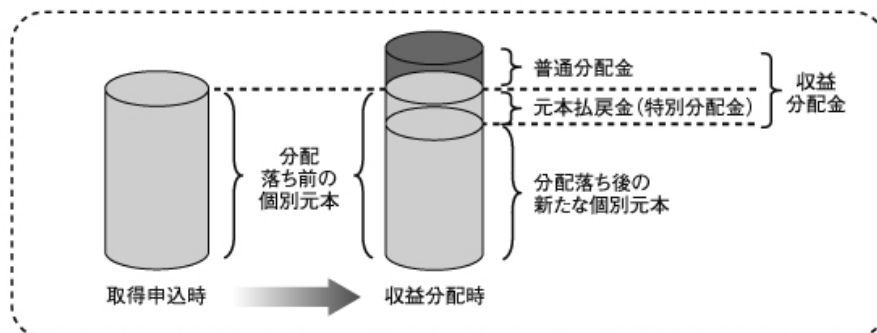 普通分配金
収益
分配金
元本払戻金(特別分配金)
分配
落ち前の
個別元本
分配落ち後の
新たな個別元本
取得申込時
収益分配時